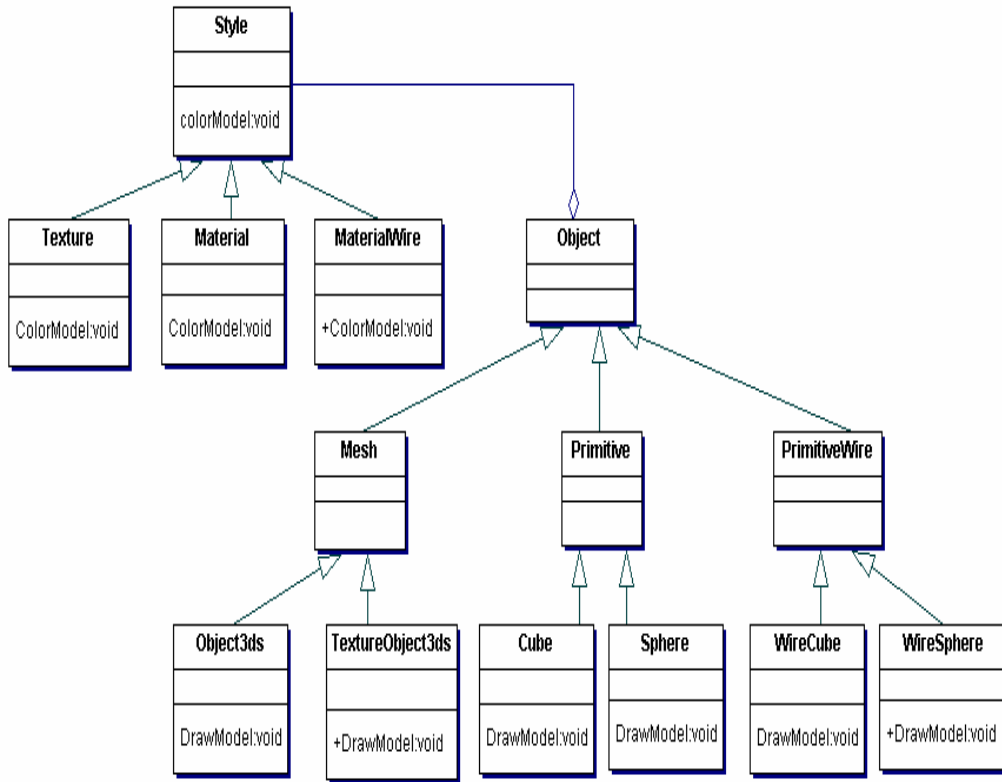 Style
colorModel:void
Texture
ColorModel:void
Material
ColorModel:void
MaterialWire
+ColorModel:void
Object
Mesh
Primitive
PrimitiveWire
Object3ds
DrawModel:void
TextureObject3ds
+DrawModel:void
Cube
DrawModel:void
Sphere
DrawModel:void
WireCube
DrawModel:void
WireSphere
+DrawModel:void